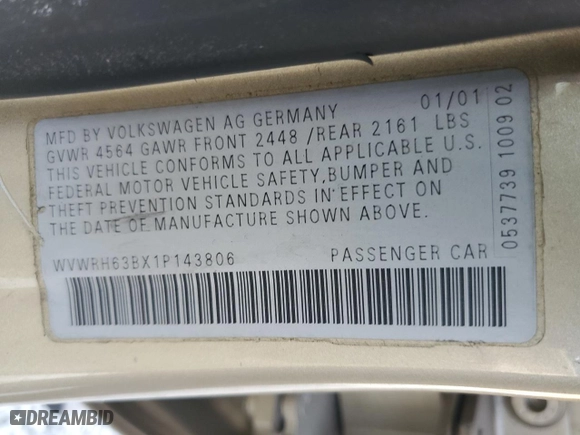 MFD BY VOLKSWAGEN AG GERMANY 01/01
GVWR 4564 GAWR FRONT 2448 /REAR 2161 LBS
THIS VEHICLE CONFORMS TO ALL APPLICABLE U.S.
FEDERAL MOTOR VEHICLE SAFETY,BUMPER AND
THEFT PREVENTION STANDARDS IN EFFECT ON
THE DATE OF MANUFACTURE SHOWN ABOVE.
WVWRH63BX1P143806 PASSENGER CAR
05377739 1009 02
DREAMBID